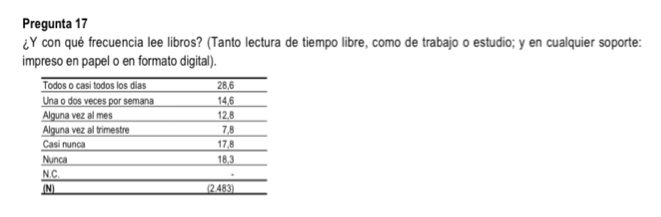 Pregunta 17
¿Y con qué frecuencia lee libros? (Tanto lectura de tiempo libre, como de trabajo o estudio; y en cualquier soporte:
impreso en papel o en formato digital).
Todos o casi todos los días 28,6
Una o dos veces por semana 14,6
Alguna vez al mes 12,8
Alguna vez al trimestre 7,8
Casi nunca 17,8
Nunca 18,3
N.C. -
(N) (2.483)